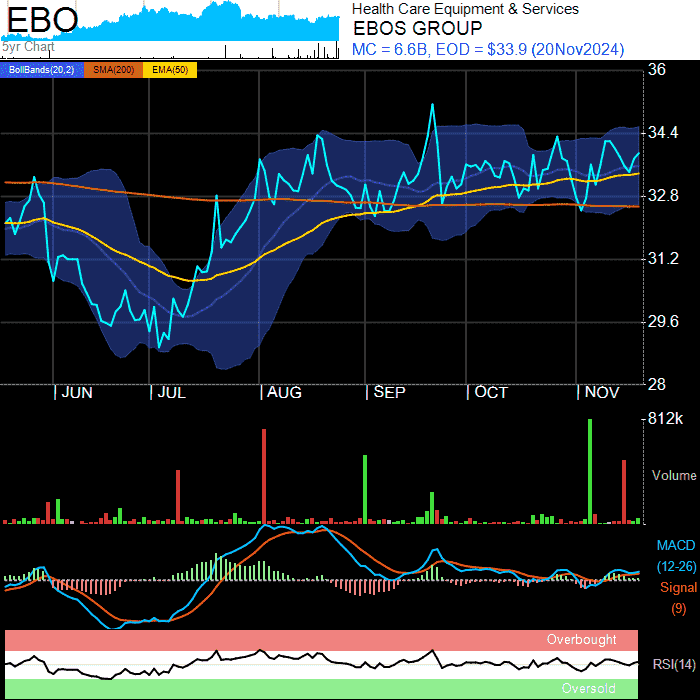 EBO
5yr Chart
Health Care Equipment & Services
EBOS GROUP
MC = 6.6B, EOD = $33.9 (20Nov2024)
BollBands(20,2) SMA(200) EMA(50)
36
34.4
32.8
31.2
29.6
28
JUN JUL AUG SEP OCT NOV
812k
Volume
MACD
(12-26)
Signal
(9)
Overbought
RSI(14)
Oversold